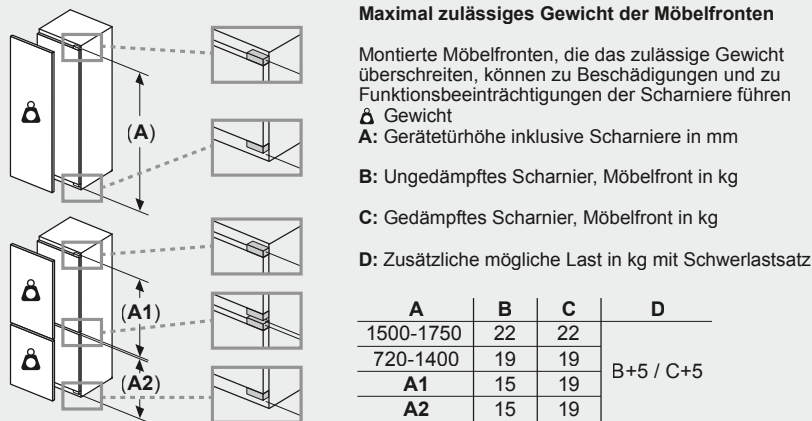 Maximal zulässiges Gewicht der Möbelfronten
Montierte Möbelfronten, die das zulässige Gewicht
überschreiten, können zu Beschädigungen und zu
Funktionsbeeinträchtigungen der Scharniere führen
Gewicht
A: Gerätetürhöhe inklusive Scharniere in mm
B: Ungedämpftes Scharnier, Möbelfront in kg
C: Gedämpftes Scharnier, Möbelfront in kg
D: Zusätzliche mögliche Last in kg mit Schwerlastsatz
(A)
(A1)
(A2)
A B C D
1500-1750 22 22
720-1400 19 19
B+5 / C+5
A1 15 19
A2 15 19